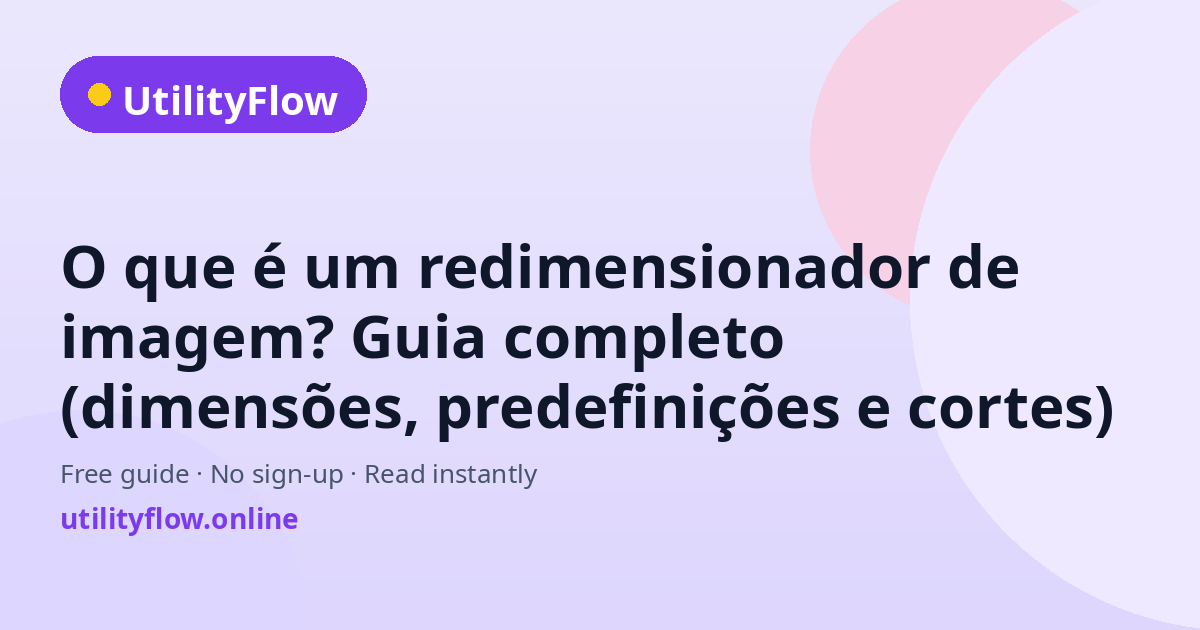 UtilityFlow
O que é um redimensionador de
imagem? Guia completo
(dimensões, predefinições e cortes)
Free guide · No sign-up · Read instantly
utilityflow.online